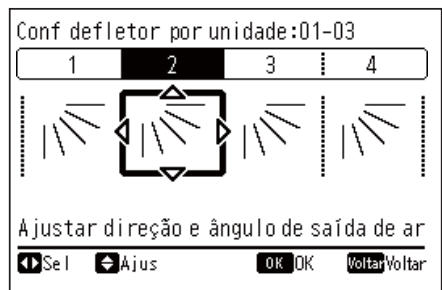 Conf defletor por unidade:01-03
1 2 3 4
Ajustar direção e ângulo de saída de ar
Sel Ajus OK OK Voltar Voltar